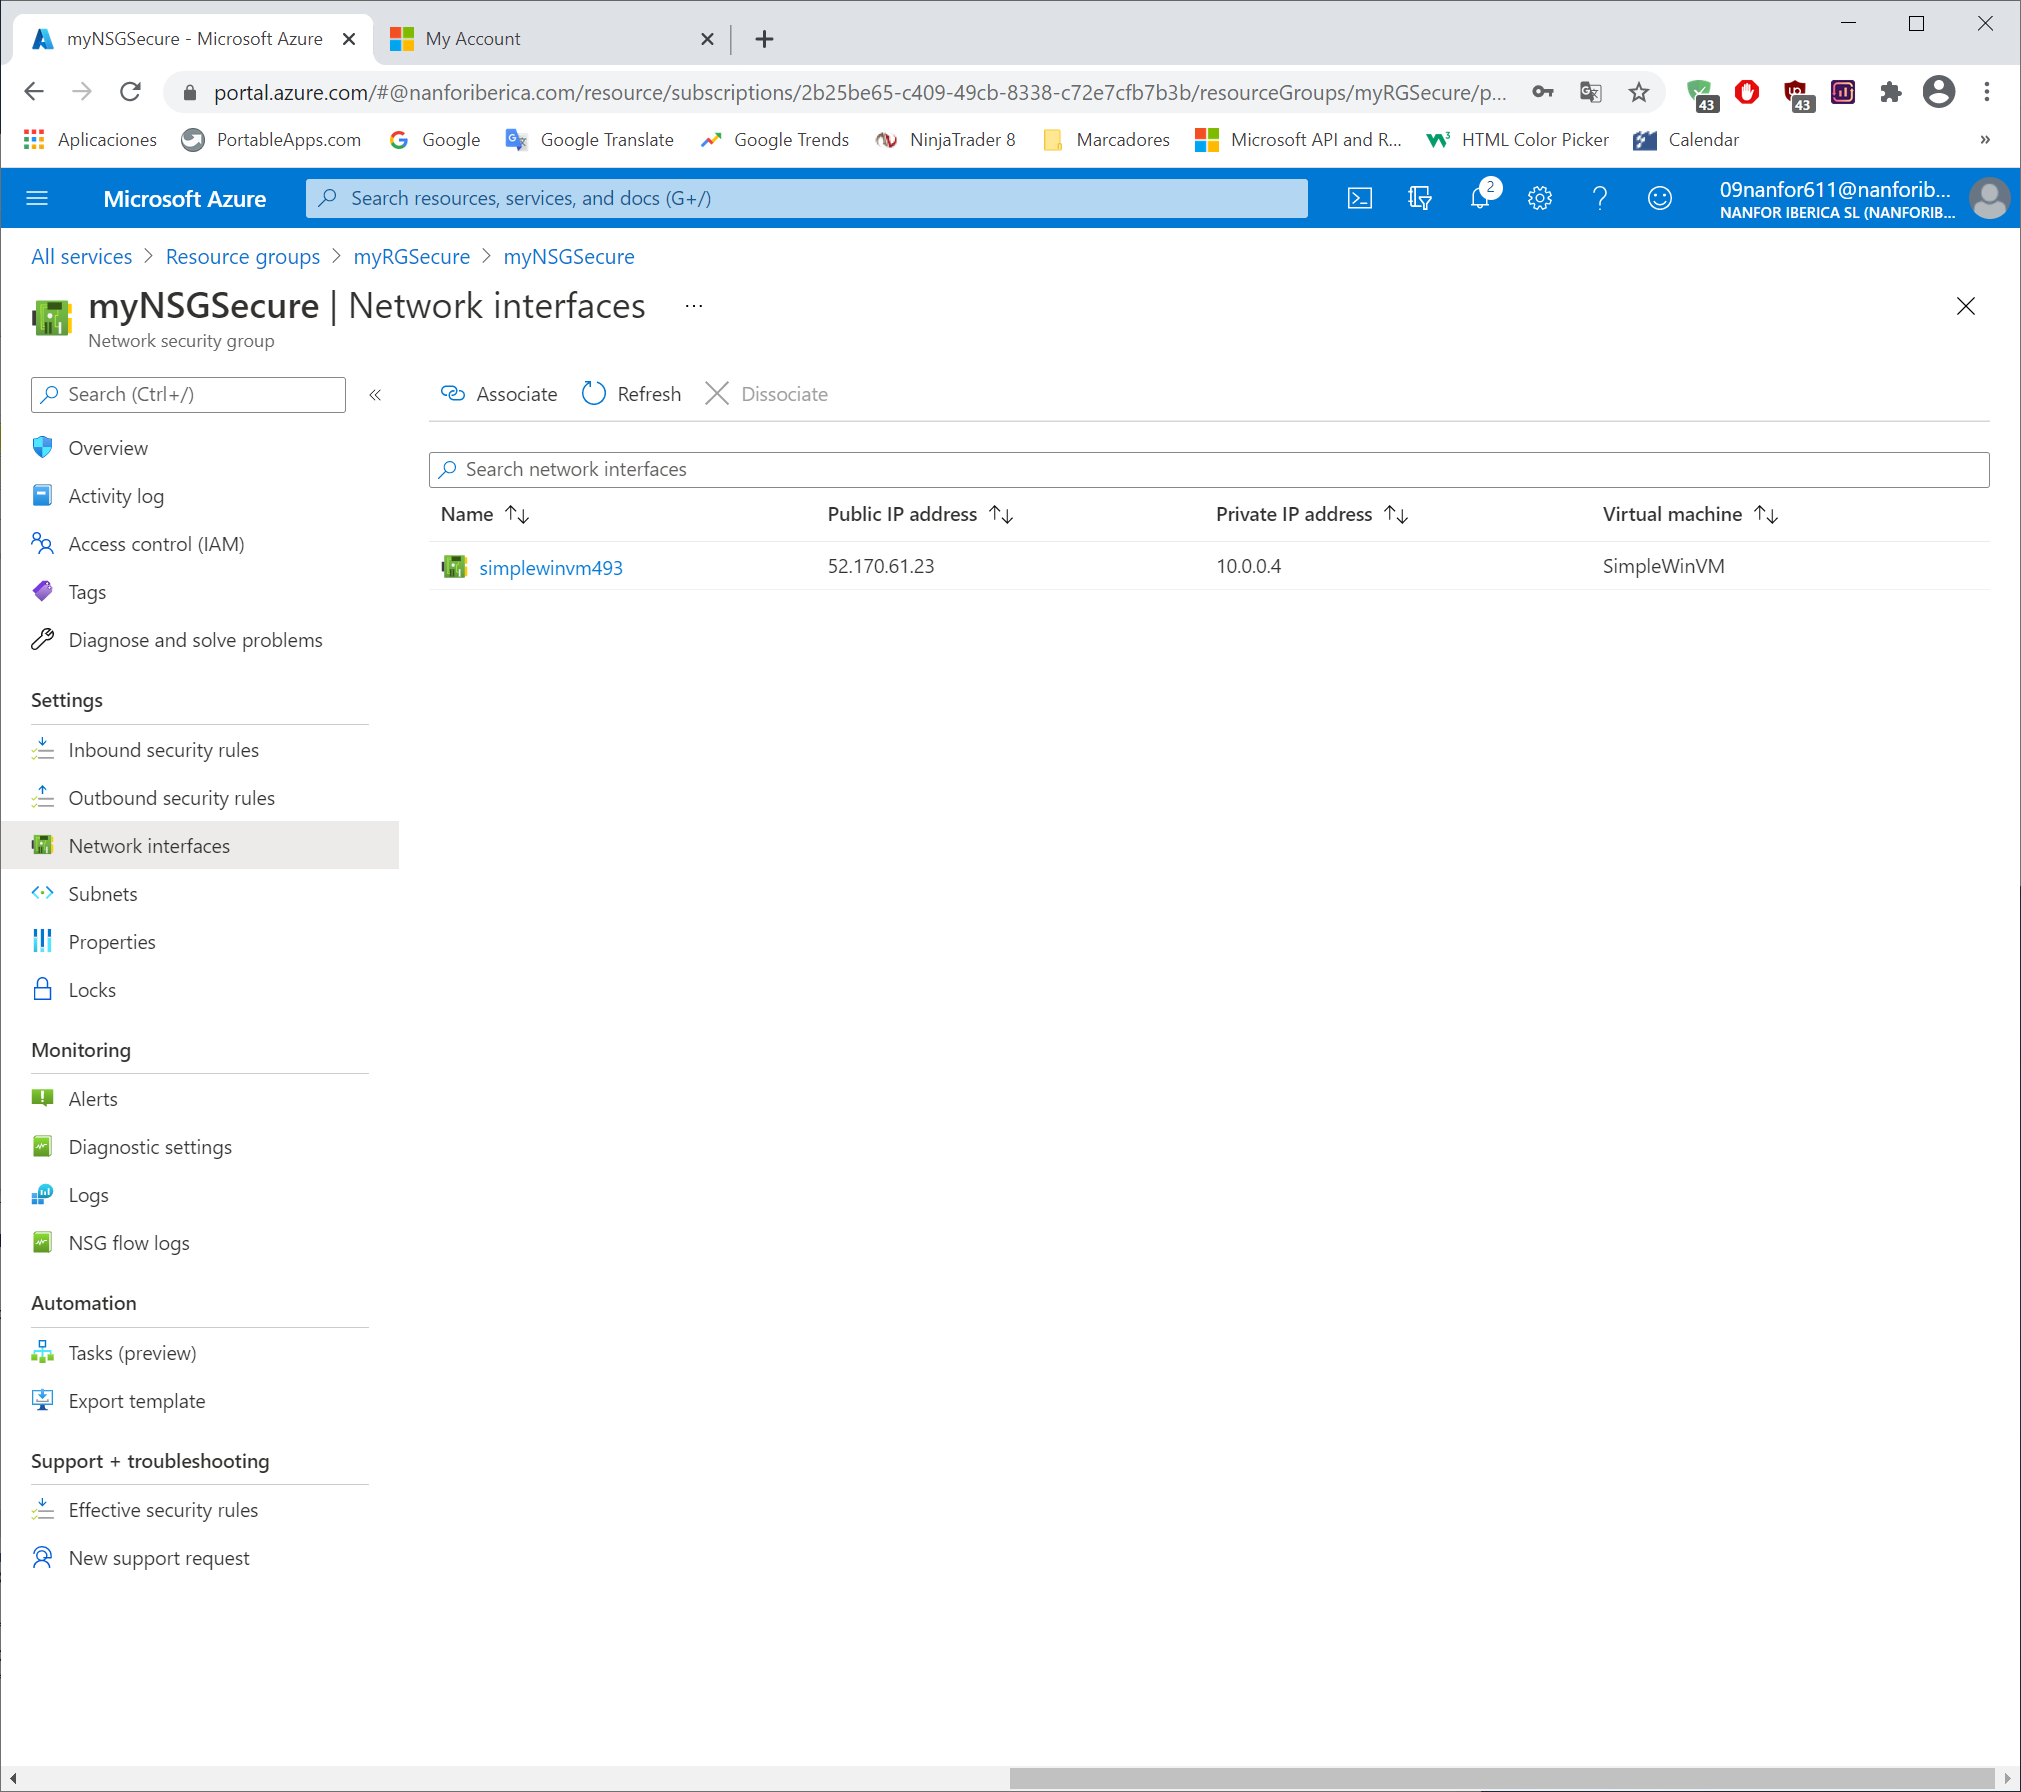 myNSGSecure - Microsoft Azure
My Account
portal.azure.com/#@nanforiberica.com/resource/subscriptions/2b25be65-c409-49cb-8338-c72e7cfb7b3b/resourceGroups/myRGSecure/p...
43
43
Aplicaciones PortableApps.com Google Google Translate Google Trends NinjaTrader 8 Marcadores Microsoft API and R... HTML Color Picker Calendar »
Microsoft Azure
Search resources, services, and docs (G+/)
2
09nanfor611@nanforib...
NANFOR IBERICA SL (NANFORIB...
All services > Resource groups > myRGSecure > myNSGSecure
myNSGSecure | Network interfaces ...
Network security group
Search (Ctrl+/) «
Associate Refresh Dissociate
Search network interfaces
Name Public IP address Private IP address Virtual machine
simplewinvm493 52.170.61.23 10.0.0.4 SimpleWinVM
Overview
Activity log
Access control (IAM)
Tags
Diagnose and solve problems
Settings
Inbound security rules
Outbound security rules
Network interfaces
Subnets
Properties
Locks
Monitoring
Alerts
Diagnostic settings
Logs
NSG flow logs
Automation
Tasks (preview)
Export template
Support + troubleshooting
Effective security rules
New support request